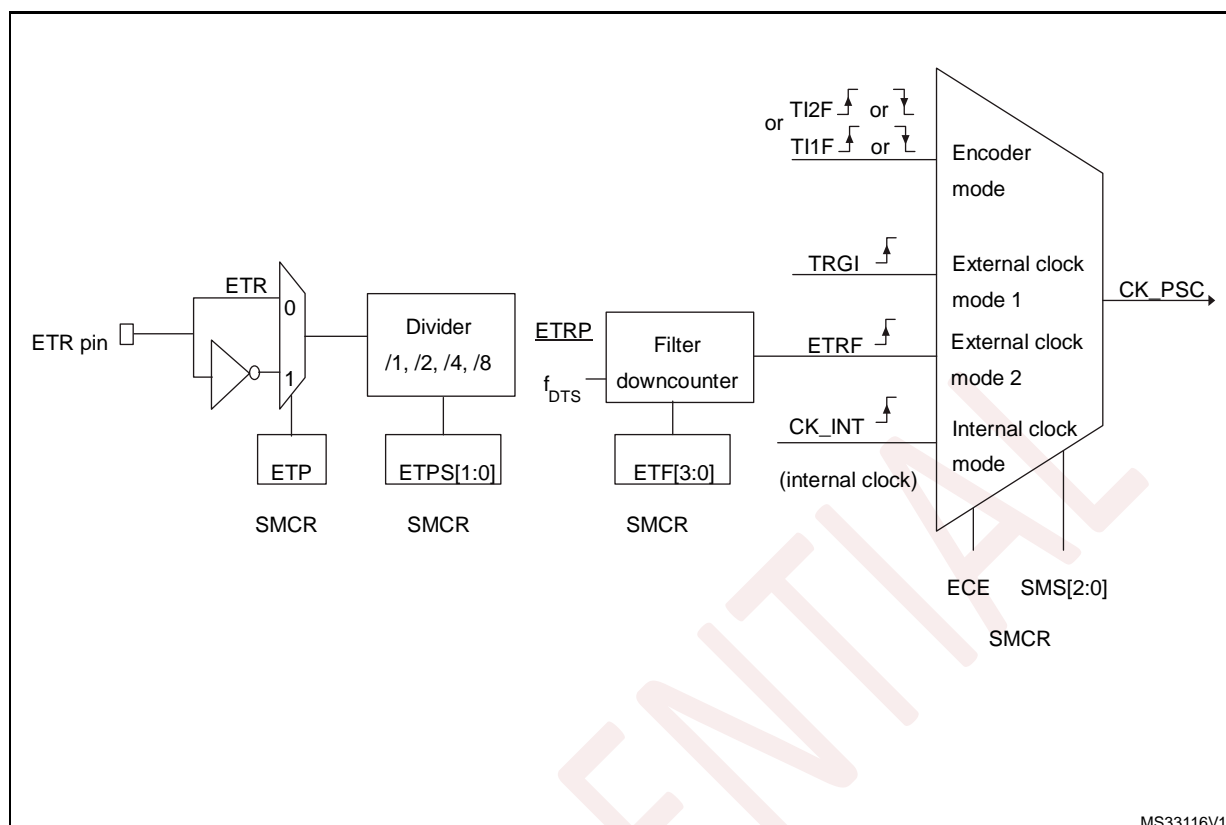 or TI2F or
TI1F or
Encoder
mode
TRGI
External clock
mode 1
CK_PSC
ETR
0
1
ETR pin
Divider
/1, /2, /4, /8
ETRP
f_DTS
Filter
downcounter
ETRF
External clock
mode 2
CK_INT
Internal clock
mode
(internal clock)
ETP
ETPS[1:0]
ETF[3:0]
SMCR
SMCR
SMCR
ECE SMS[2:0]
SMCR
ENTIAL
MS33116V1